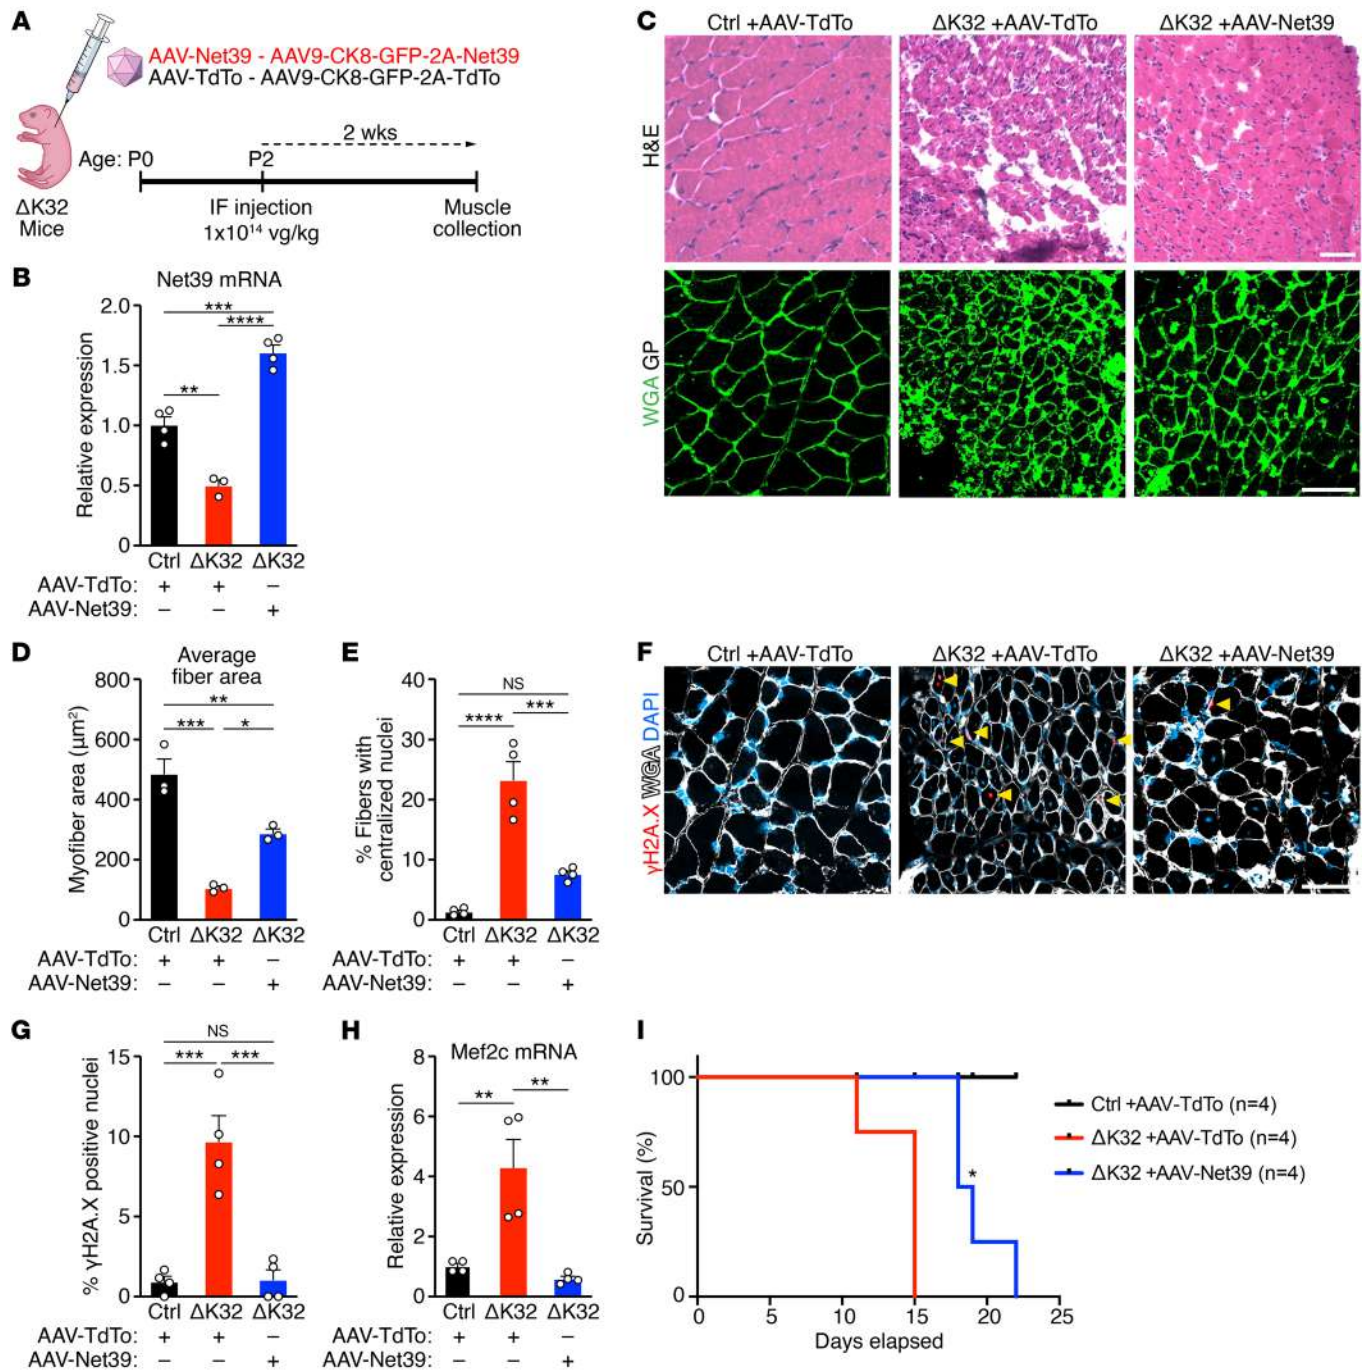 A
AAV-Net39 - AAV9-CK8-GFP-2A-Net39
AAV-TdTo - AAV9-CK8-GFP-2A-TdTo
2 wks
Age: P0 P2
ΔK32 Mice
IF injection
1x10¹⁴ vg/kg
Muscle collection
B
Net39 mRNA
Relative expression
2.0
1.5
1.0
0.5
0
***
****
**
Ctrl ΔK32 ΔK32
AAV-TdTo: + + –
AAV-Net39: – – +
C
Ctrl +AAV-TdTo ΔK32 +AAV-TdTo ΔK32 +AAV-Net39
H&E
WGA GP
D
Average
fiber area
Myofiber area (µm²)
800
600
400
200
0
**
*** *
Ctrl ΔK32 ΔK32
AAV-TdTo: + + –
AAV-Net39: – – +
E
% Fibers with
centralized nuclei
40
30
20
10
0
NS
**** ***
Ctrl ΔK32 ΔK32
AAV-TdTo: + + –
AAV-Net39: – – +
F
Ctrl +AAV-TdTo ΔK32 +AAV-TdTo ΔK32 +AAV-Net39
γH2A.X WGA DAPI
G
% γH2A.X positive nuclei
15
10
5
0
NS
*** ***
Ctrl ΔK32 ΔK32
AAV-TdTo: + + –
AAV-Net39: – – +
H
Mef2c mRNA
Relative expression
8
6
4
2
0
** **
Ctrl ΔK32 ΔK32
AAV-TdTo: + + –
AAV-Net39: – – +
I
Survival (%)
100
50
0
*
0 5 10 15 20 25
Days elapsed
Ctrl +AAV-TdTo (n=4)
ΔK32 +AAV-TdTo (n=4)
ΔK32 +AAV-Net39 (n=4)